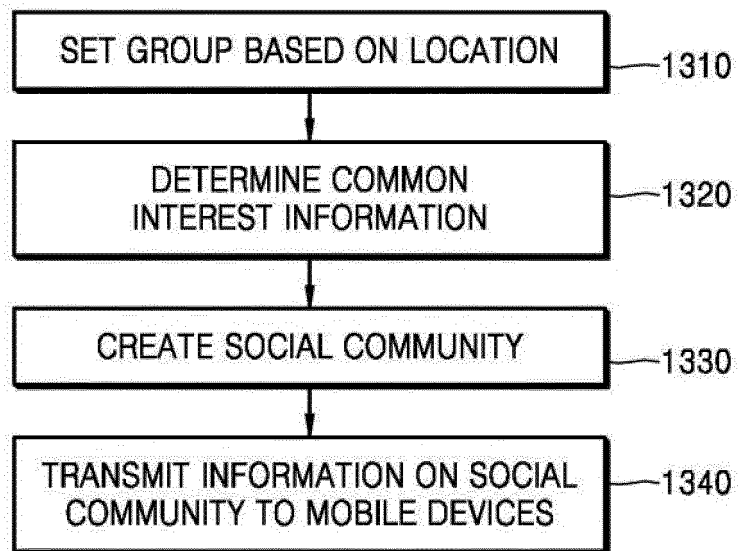 SET GROUP BASED ON LOCATION
1310
DETERMINE COMMON
INTEREST INFORMATION
1320
CREATE SOCIAL COMMUNITY
1330
TRANSMIT INFORMATION ON SOCIAL
COMMUNITY TO MOBILE DEVICES
1340